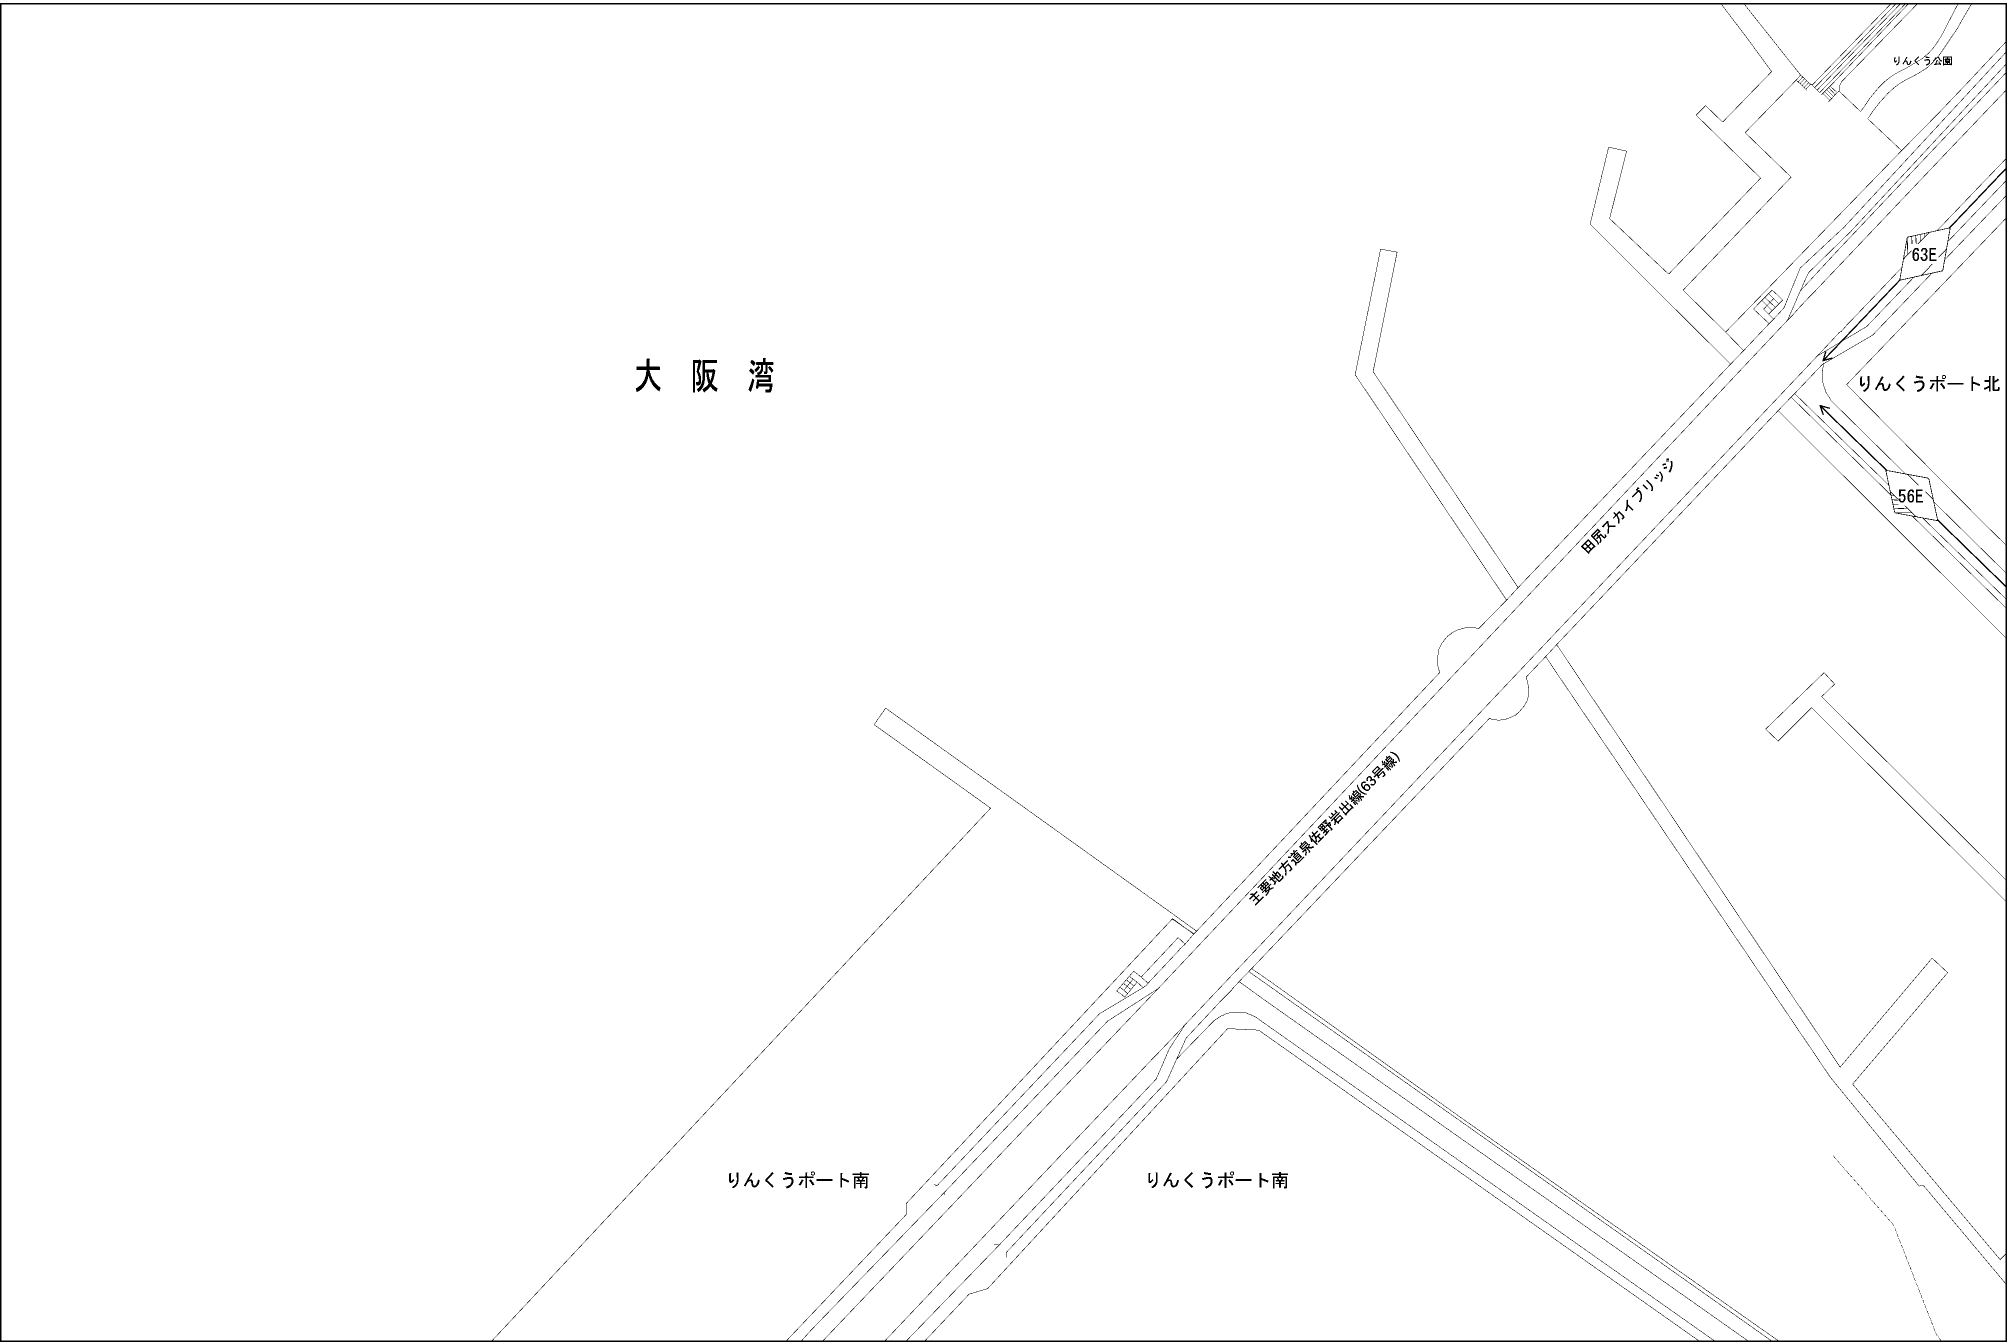 りんくう公園
63E
大阪湾
りんくうポート北
56E
田尻スカイブリッジ
主要地方道泉佐野岩出線(63号線)
りんくうポート南
りんくうポート南